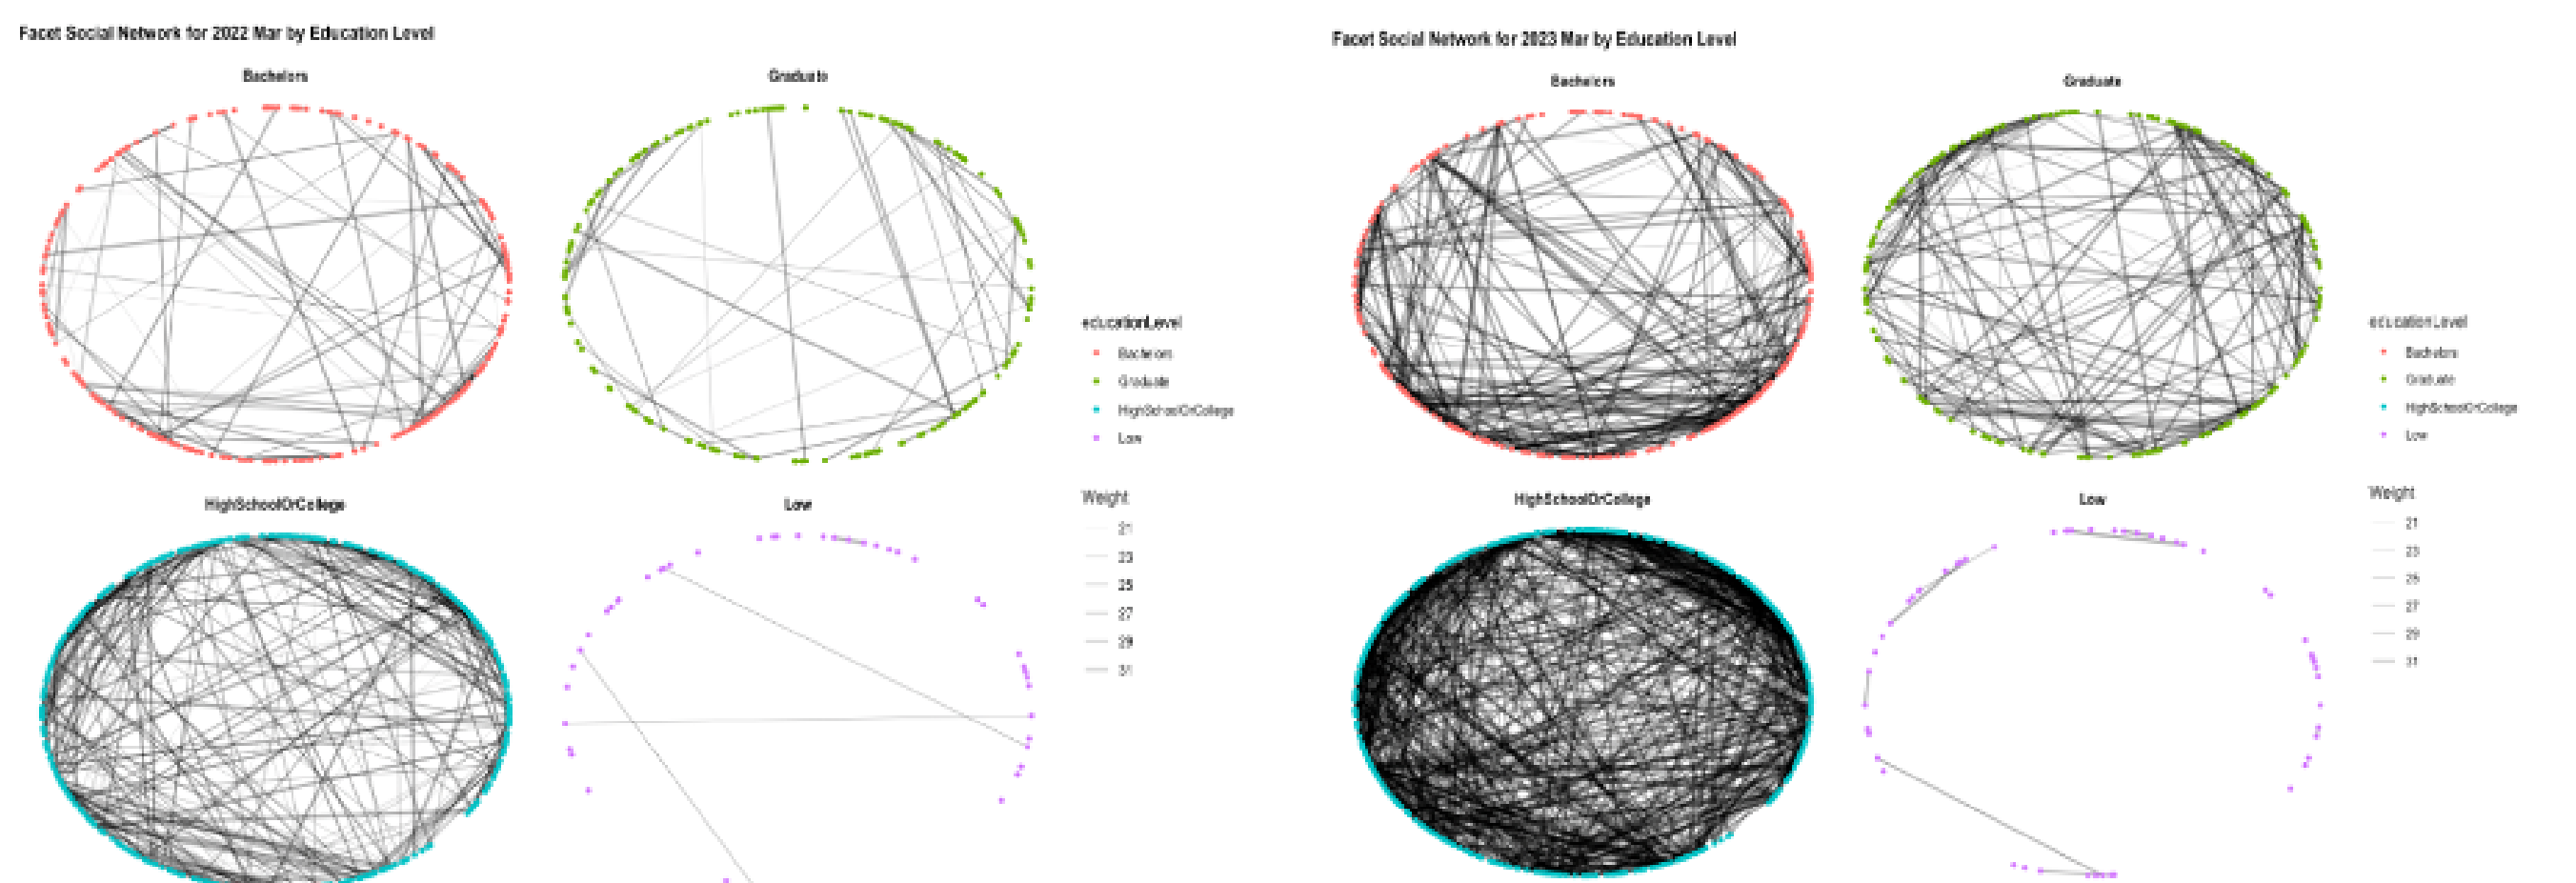 Facet Social Network for 2022 Mar by Education Level
Bachelors
Graduate
HighSchoolOrCollege
Low
educationLevel
Bachelors
Graduate
HighSchoolOrCollege
Low
Weight
21
23
25
27
29
31
Facet Social Network for 2023 Mar by Education Level
Bachelors
Graduate
HighSchoolOrCollege
Low
educationLevel
Bachelors
Graduate
HighSchoolOrCollege
Low
Weight
21
23
25
27
29
31